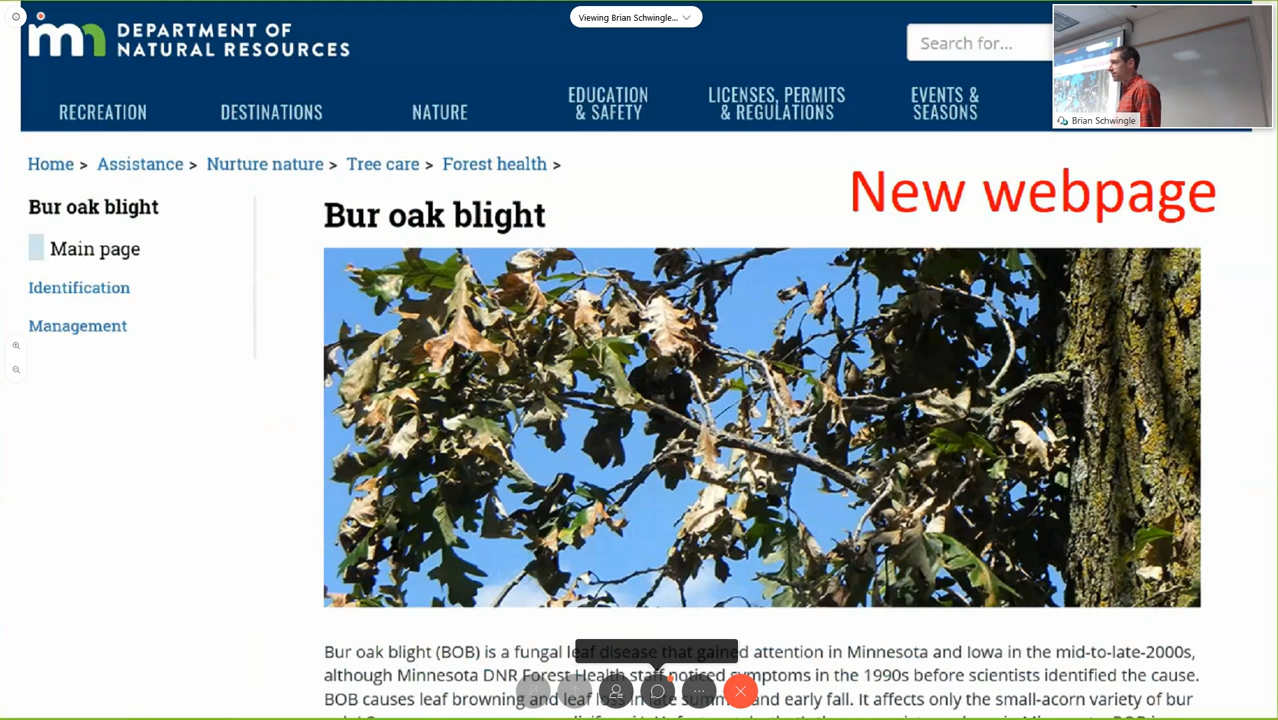 Viewing Brian Schwingle...
mn DEPARTMENT OF
NATURAL RESOURCES
Search for...
RECREATION
DESTINATIONS
NATURE
EDUCATION
& SAFETY
LICENSES, PERMITS
& REGULATIONS
EVENTS &
SEASONS
Brian Schwingle
Home > Assistance > Nurture nature > Tree care > Forest health >
New webpage
Bur oak blight
Main page
Identification
Management
Bur oak blight
Bur oak blight (BOB) is a fungal leaf disease that gained attention in Minnesota and Iowa in the mid-to-late-2000s,
although Minnesota DNR Forest Health staff noticed symptoms in the 1990s before scientists identified the cause.
BOB causes leaf browning and leaf loss in late summer and early fall. It affects only the small-acorn variety of bur